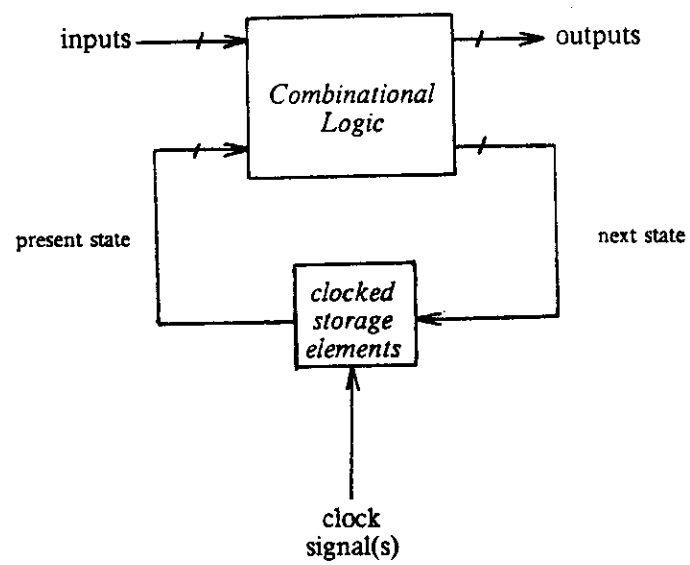 inputs
outputs
Combinational
Logic
present state
next state
clocked
storage
elements
clock
signal(s)